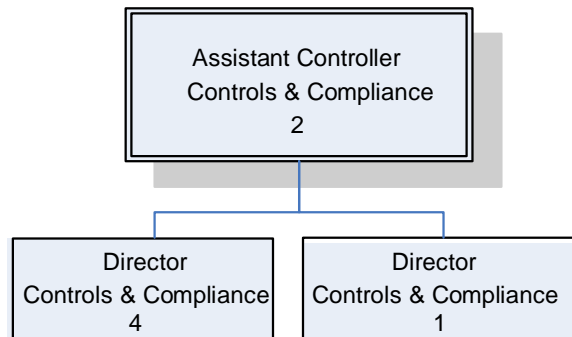 Assistant Controller
Controls & Compliance
2
Director
Controls & Compliance
4
Director
Controls & Compliance
1